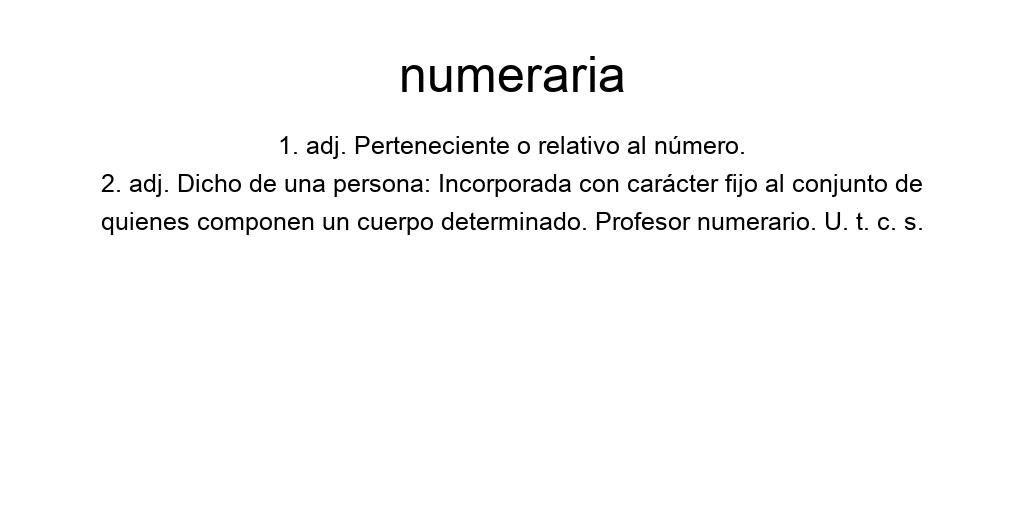 numeraria
1. adj. Perteneciente o relativo al número.
2. adj. Dicho de una persona: Incorporada con carácter fijo al conjunto de
quienes componen un cuerpo determinado. Profesor numerario. U. t. c. s.